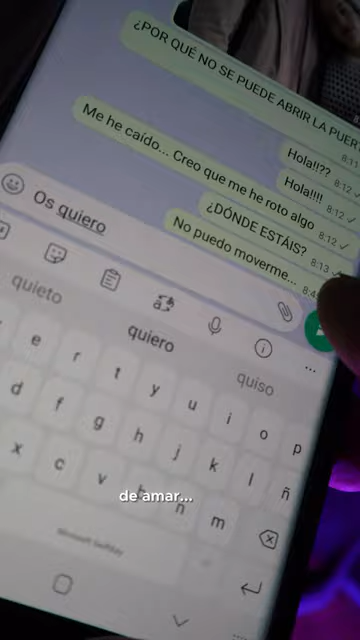 ¿POR QUÉ NO SE PUEDE ABRIR LA PUER
8:11
Hola!!??
8:12
Me he caído... Creo que me he roto algo
8:12
Hola!!!!
8:12
¿DÓNDE ESTÁIS?
8:13
No puedo moverme...
Os quiero
quieto quiero quiso
e r t y u i o p
d f g h j k l ñ
x c v b n m
de amar...
Microsoft SwiftKey